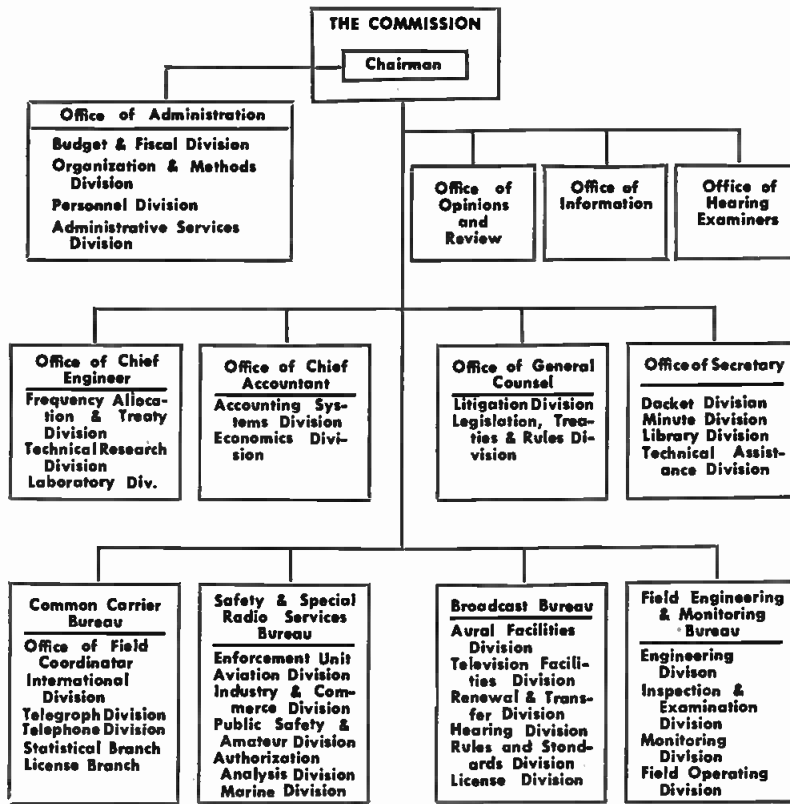 THE COMMISSION
Chairman
Office of Administration
Budget & Fiscal Division
Organization & Methods
Division
Personnel Division
Administrative Services
Division
Office of
Opinions
and
Review
Office of
Information
Office of
Hearing
Examiners
Office of Chief
Engineer
Frequency Alloca-
tion & Treaty
Division
Technical Research
Division
Laboratory Div.
Office of Chief
Accountant
Accounting Sys-
tems Division
Economics Divi-
sion
Office of General
Counsel
Litigation Division
Legislation, Trea-
ties & Rules Di-
vision
Office of Secretary
Dacket Divisian
Minute Division
Library Division
Technical Assist-
ance Division
Common Carrier
Bureau
Office of Field
Coordinator
International
Division
Telegraph Division
Telephone Division
Statistical Branch
License Branch
Safety & Special
Radio Services
Bureau
Enforcement Unit
Aviation Division
Industry & Com-
merce Division
Public Safety &
Amateur Division
Authorization
Analysis Division
Marine Division
Broadcast Bureau
Aural Facilities
Division
Television Facili-
ties Division
Renewal & Trans-
fer Division
Hearing Division
Rules and Stond-
ards Division
License Division
Field Engineering
& Monitoring
Bureau
Engineering
Divison
Inspection &
Examination
Division
Monitoring
Division
Field Operating
Division